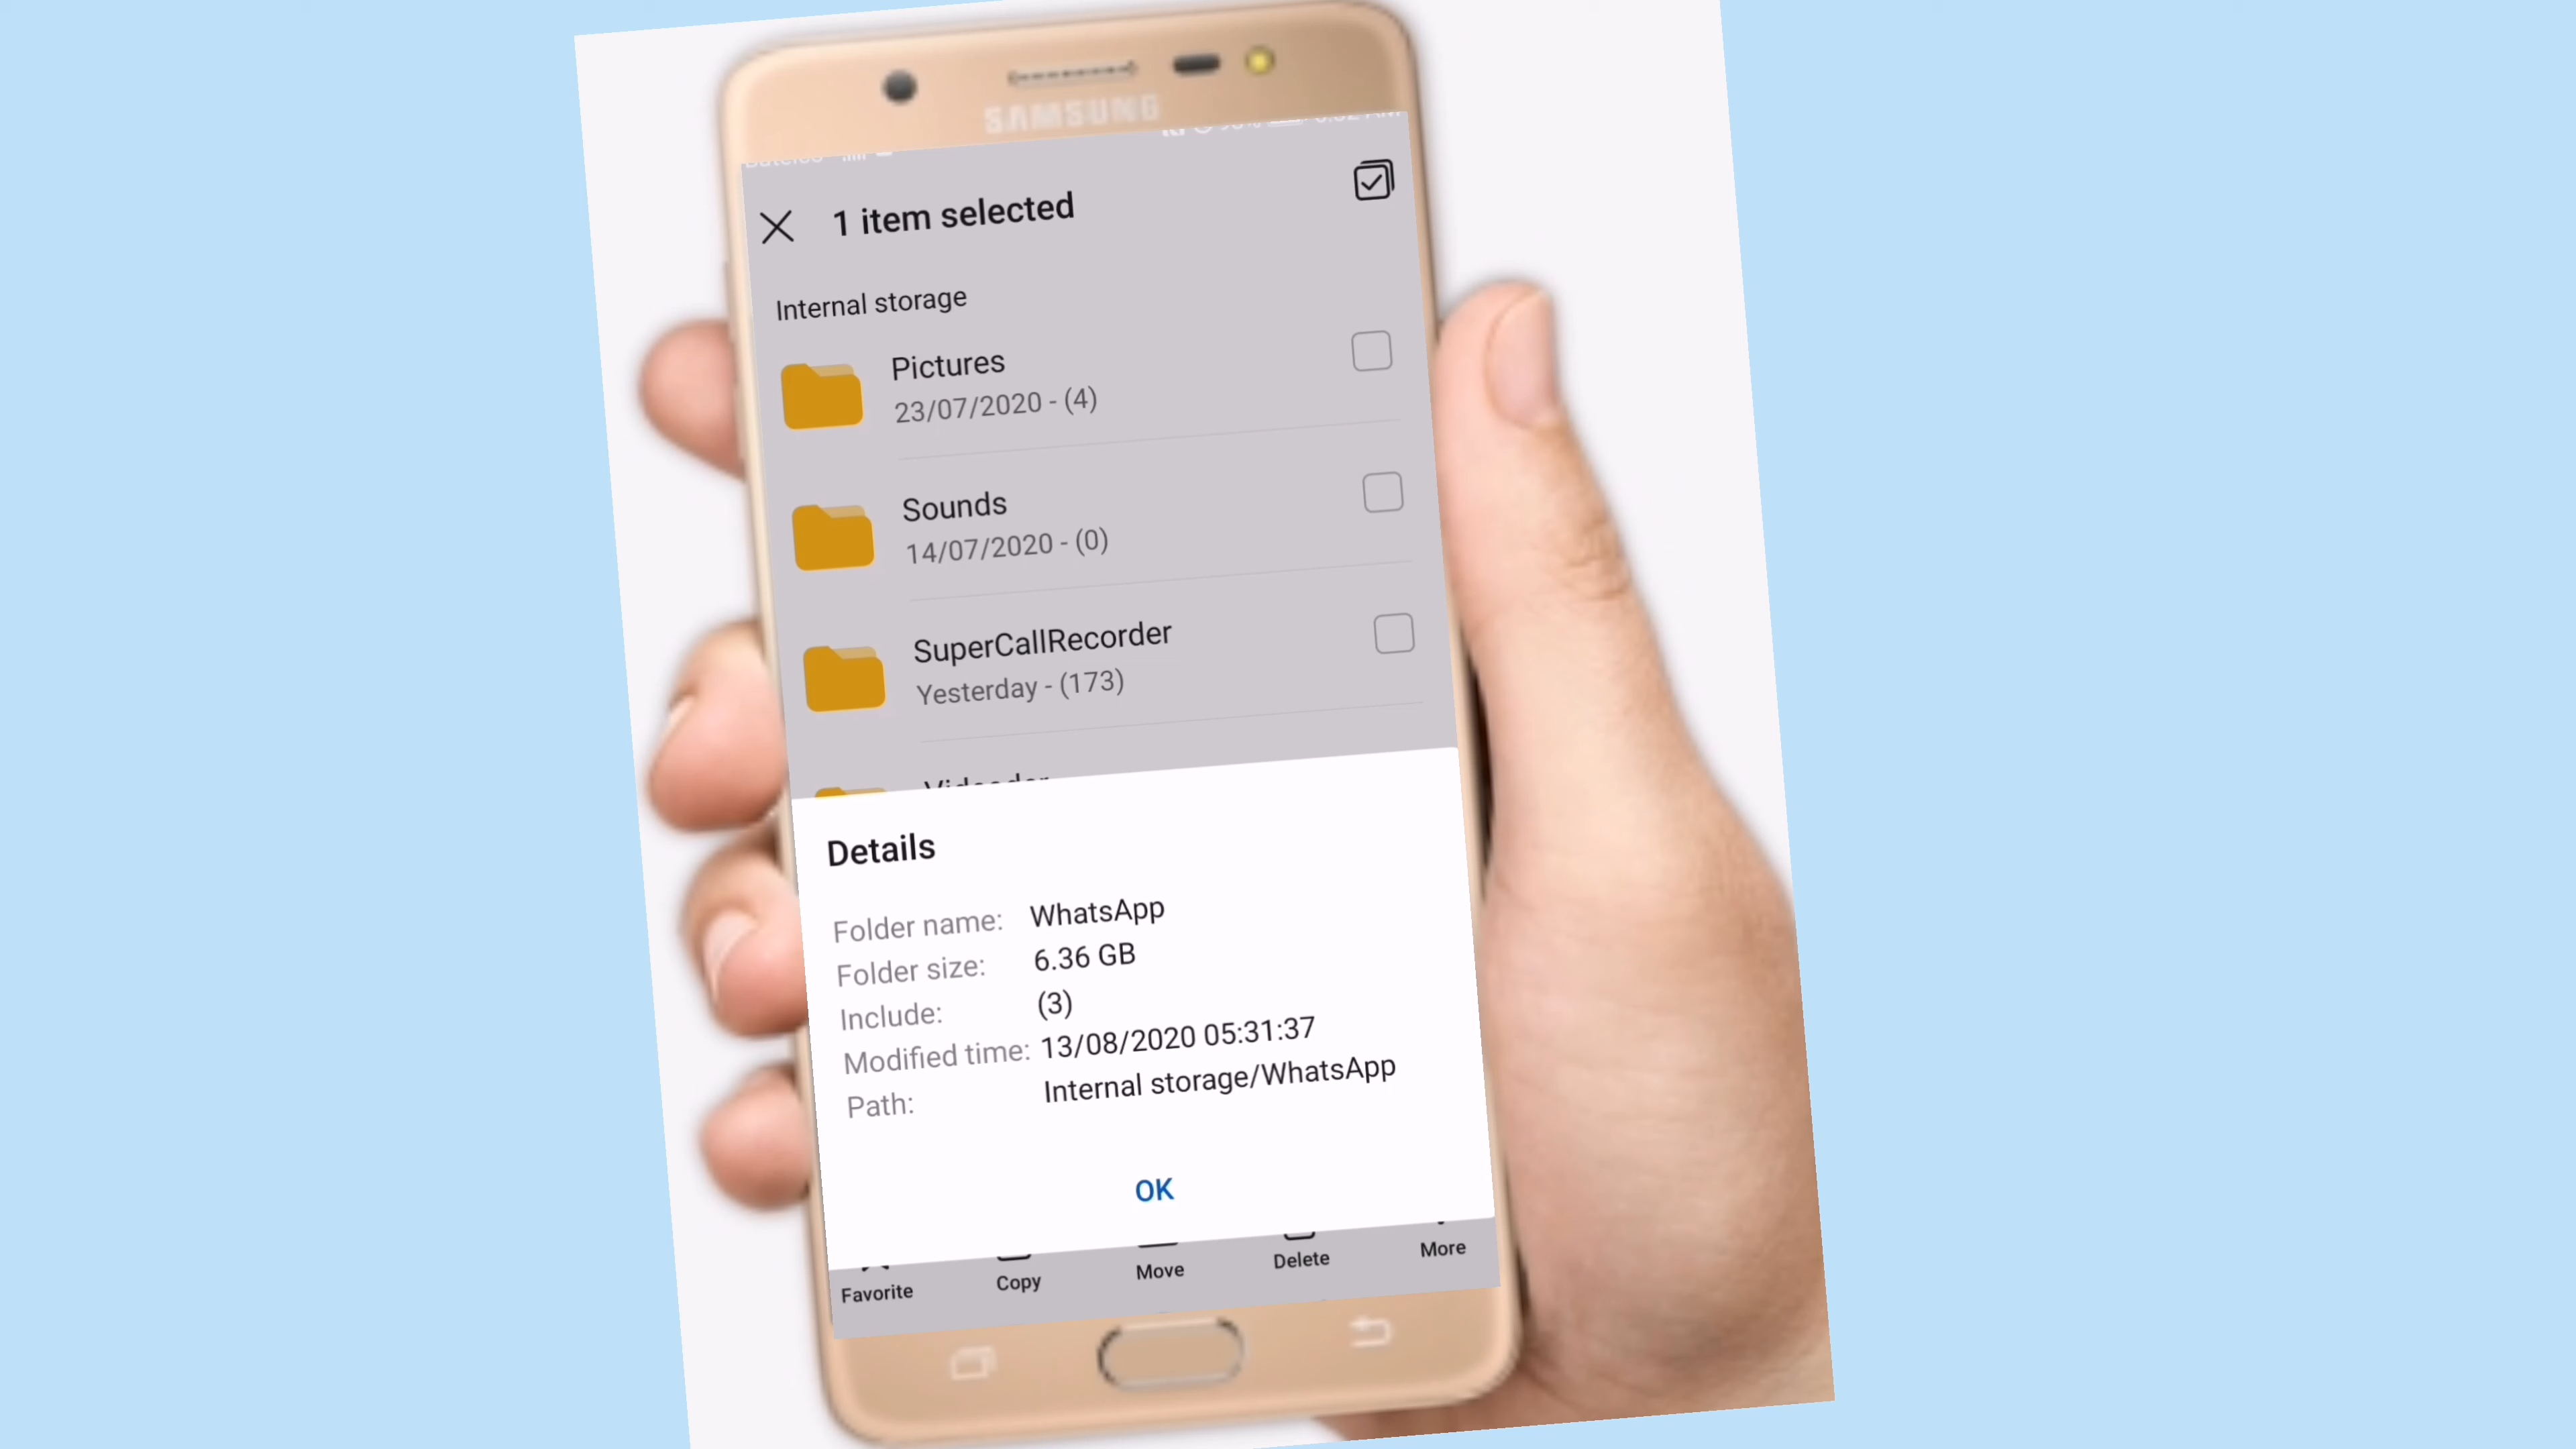 SAMSUNG
1 item selected
Internal storage
Pictures
23/07/2020 - (4)
Sounds
14/07/2020 - (0)
SuperCallRecorder
Yesterday - (173)
Details
Folder name: WhatsApp
Folder size: 6.36 GB
Include: (3)
Modified time: 13/08/2020 05:31:37
Path: Internal storage/WhatsApp
OK
Favorite Copy Move Delete More